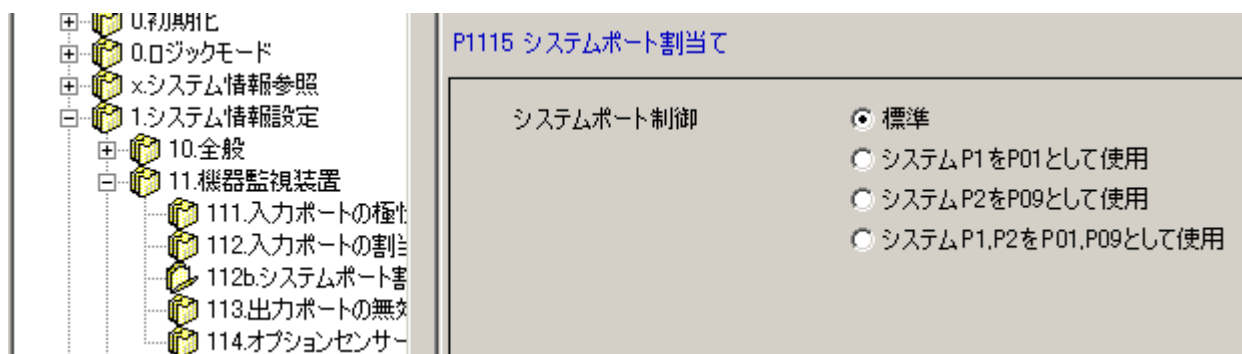 0.初期化
0.ロジックモード
x.システム情報参照
1.システム情報設定
10.全般
11.機器監視装置
111.入力ポートの極性
112.入力ポートの割当
112b.システムポート割
113.出力ポートの無効
114.オプションセンサー
P1115 システムポート割当て
システムポート制御
標準
システムP1をP01として使用
システムP2をP09として使用
システムP1,P2をP01,P09として使用